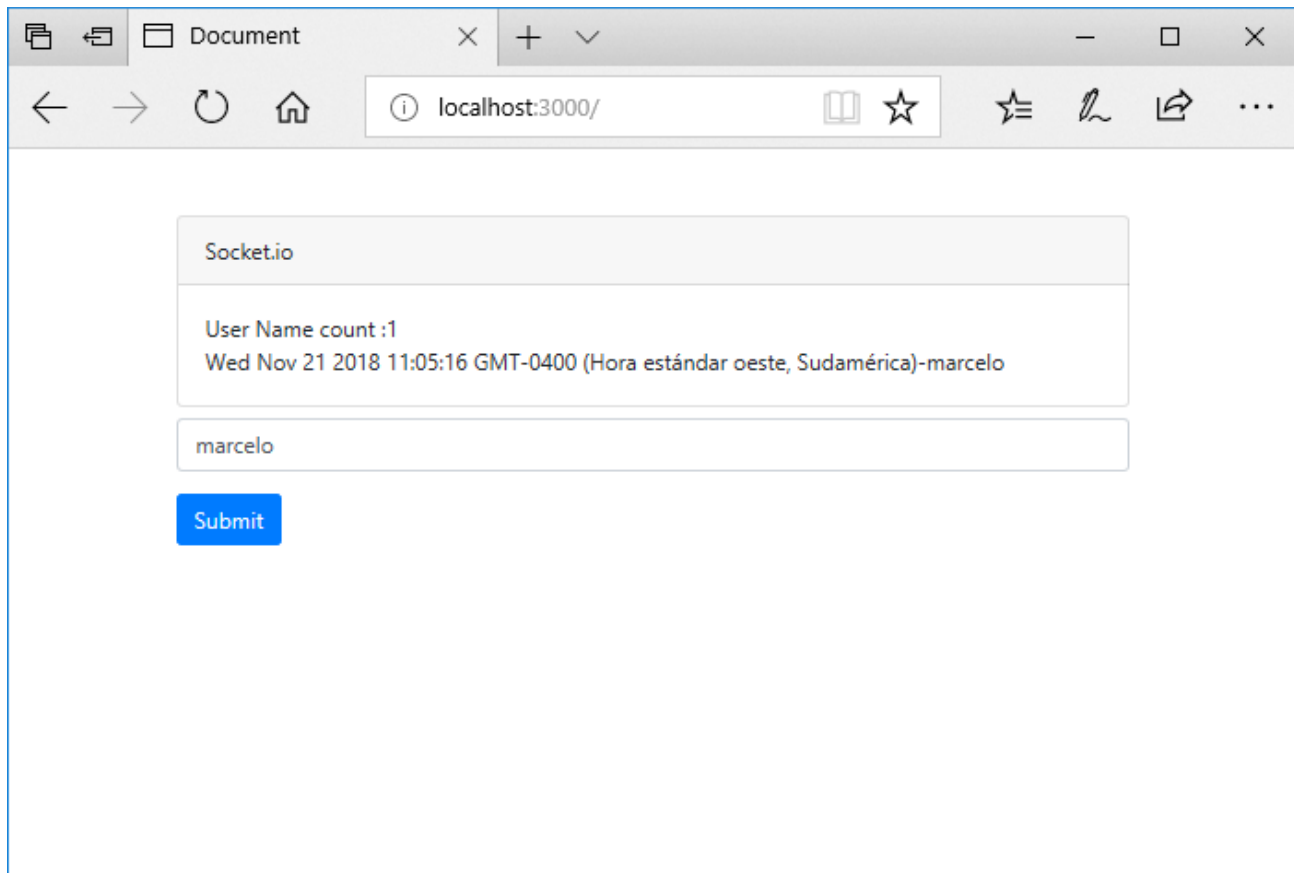 Document
localhost:3000/
Socket.io
User Name count :1
Wed Nov 21 2018 11:05:16 GMT-0400 (Hora estándar oeste, Sudamérica)-marcelo
marcelo
Submit